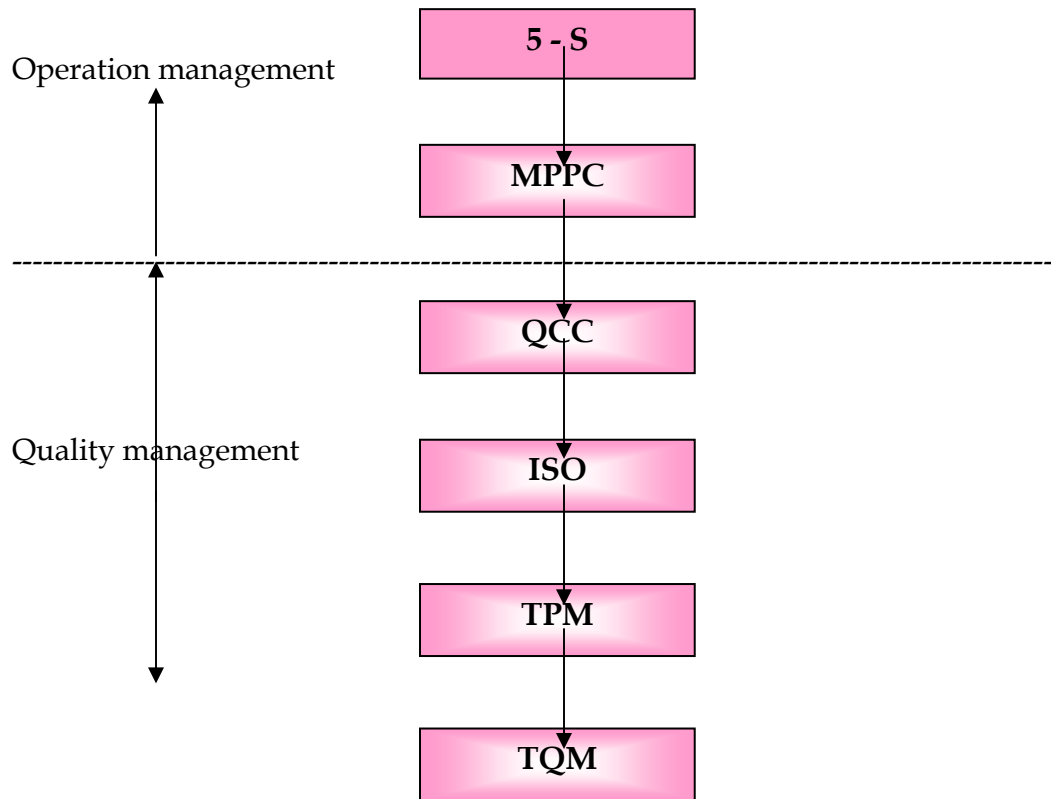 5 - S
Operation management
MPPC
QCC
Quality management
ISO
TPM
TQM